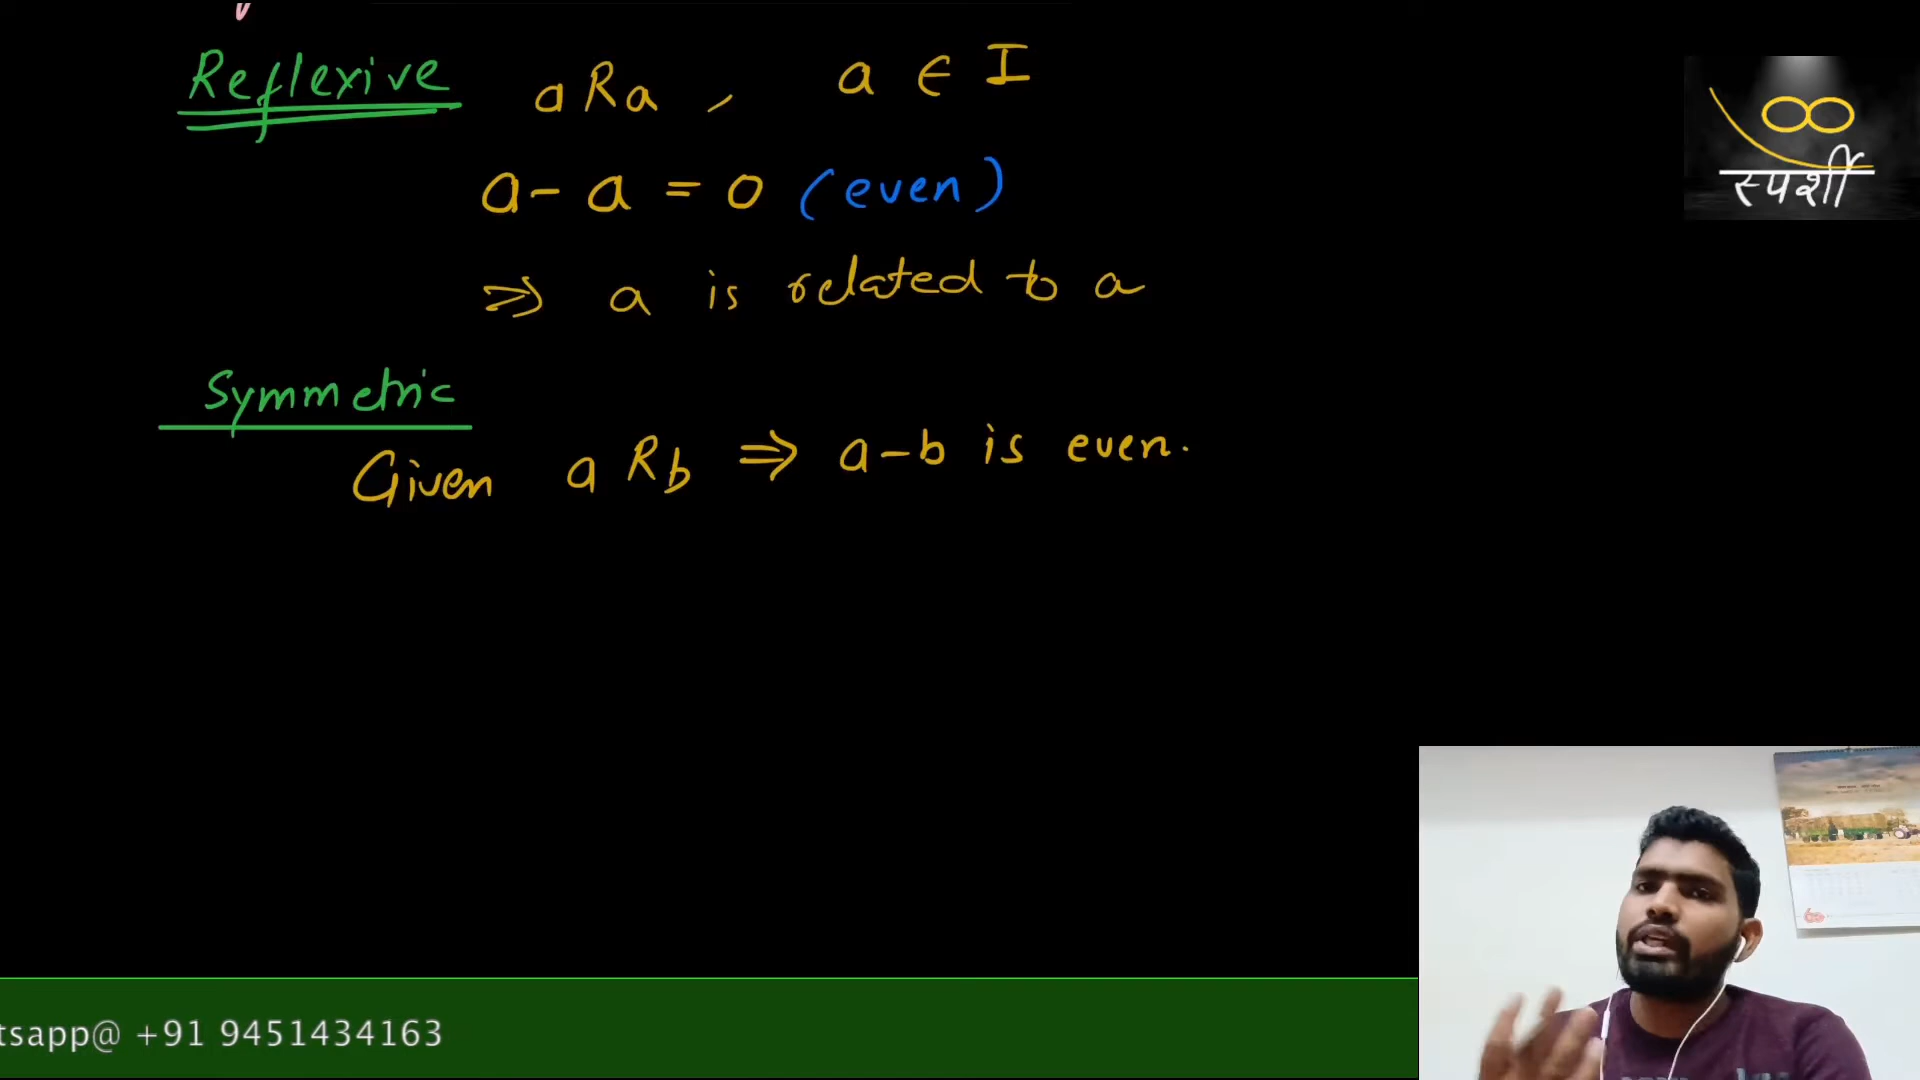 Reflexive aRa, a ∈ I
a - a = 0 (even)
⇒ a is related to a
Symmetric
Given aRb ⇒ a-b is even.
स्पर्शी
tsapp@ +91 9451434163